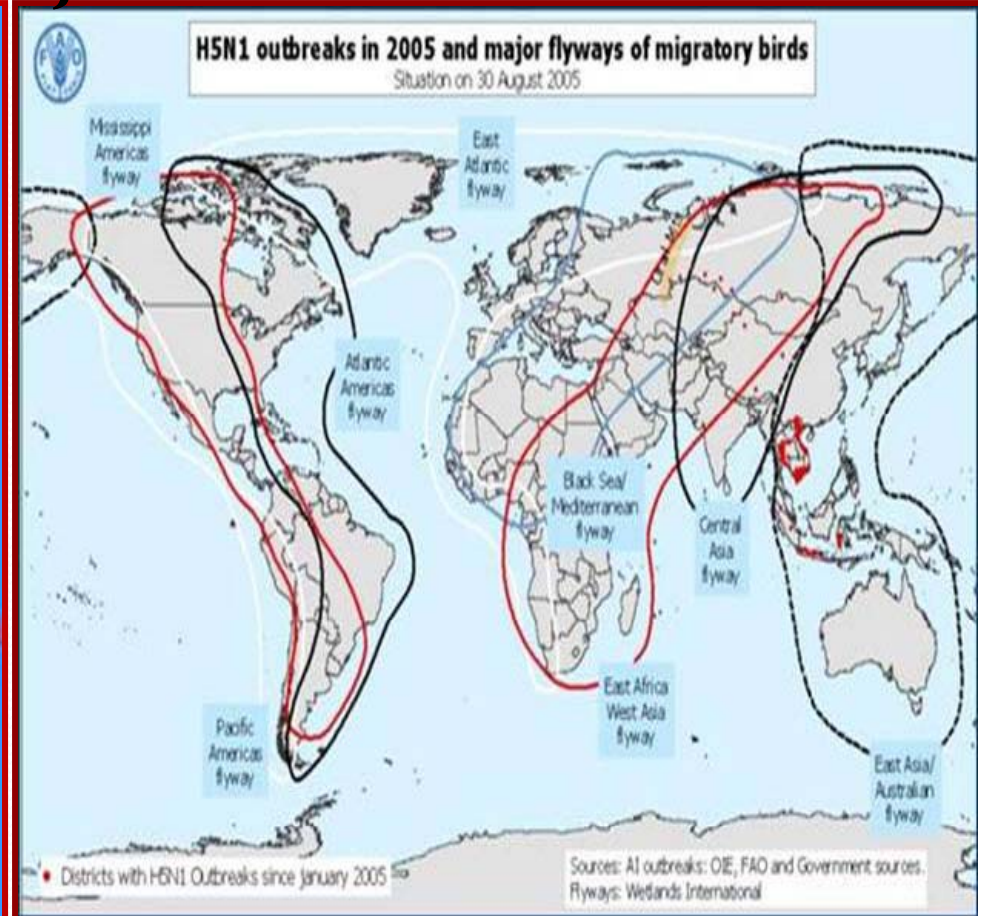 FAO
H5N1 outbreaks in 2005 and major flyways of migratory birds
Situation on 30 August 2005
Mississippi
Americas
flyway
East
Atlantic
flyway
Atlantic
Americas
flyway
Black Sea/
Mediterranean
flyway
Central
Asia
flyway
East Africa
West Asia
flyway
Pacific
Americas
flyway
East Asia/
Australian
flyway
Districts with H5N1 Outbreaks since January 2005
Sources: AI outbreaks: OIE, FAO and Government sources.
Flyways: Wetlands International